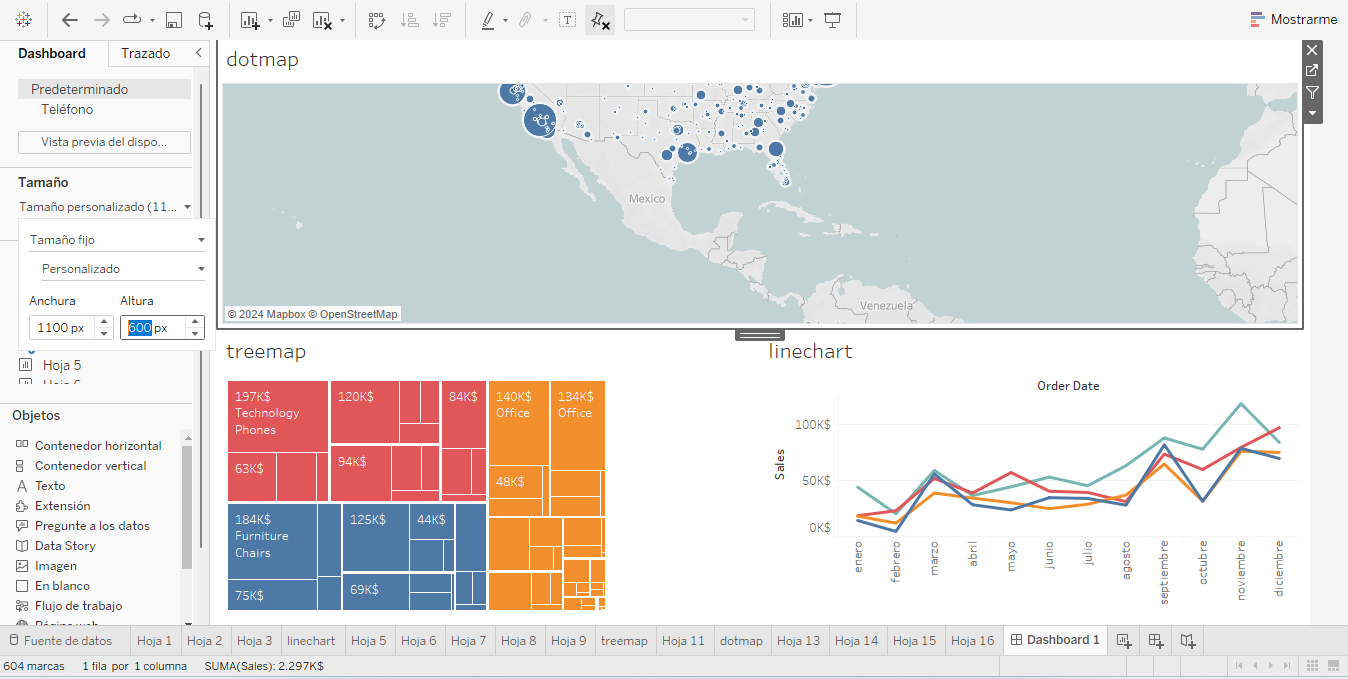 Mostrarme
Dashboard
Trazado
Predeterminado
Teléfono
Vista previa del dispo...
Tamaño
Tamaño personalizado (11...
Tamaño fijo
Personalizado
Anchura Altura
1100 px 600 px
Hoja 5
Objetos
Contenedor horizontal
Contenedor vertical
Texto
Extensión
Pregunte a los datos
Data Story
Imagen
En blanco
Flujo de trabajo
dotmap
Mexico
Venezuela
© 2024 Mapbox © OpenStreetMap
treemap
197K$
Technology
Phones
120K$
84K$
140K$
Office
134K$
Office
63K$
94K$
48K$
184K$
Furniture
Chairs
125K$
44K$
75K$
69K$
linechart
Order Date
Sales
100K$
50K$
0K$
enero
febrero
marzo
abril
mayo
junio
julio
agosto
septiembre
octubre
noviembre
diciembre
Fuente de datos Hoja 1 Hoja 2 Hoja 3 linechart Hoja 5 Hoja 6 Hoja 7 Hoja 8 Hoja 9 treemap Hoja 11 dotmap Hoja 13 Hoja 14 Hoja 15 Hoja 16 Dashboard 1
604 marcas 1 fila por 1 columna SUMA(Sales): 2.297K$